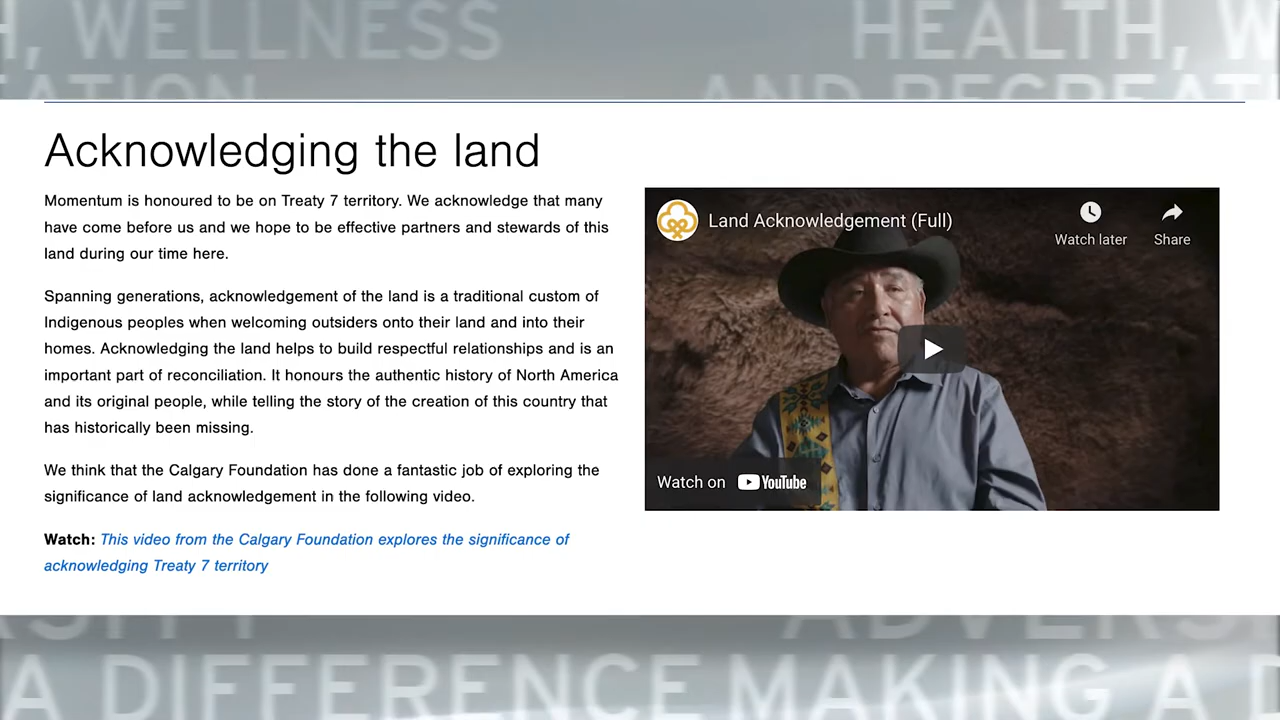 H, WELLNESS
HEALTH, W
EATION
AND RECREATI
Acknowledging the land
Momentum is honoured to be on Treaty 7 territory. We acknowledge that many
have come before us and we hope to be effective partners and stewards of this
land during our time here.
Spanning generations, acknowledgement of the land is a traditional custom of
Indigenous peoples when welcoming outsiders onto their land and into their
homes. Acknowledging the land helps to build respectful relationships and is an
important part of reconciliation. It honours the authentic history of North America
and its original people, while telling the story of the creation of this country that
has historically been missing.
We think that the Calgary Foundation has done a fantastic job of exploring the
significance of land acknowledgement in the following video.
Watch: This video from the Calgary Foundation explores the significance of
acknowledging Treaty 7 territory
Land Acknowledgement (Full)
Watch later
Share
Watch on YouTube
RSITY
ADVERSI
A DIFFERENCE
MAKING A D